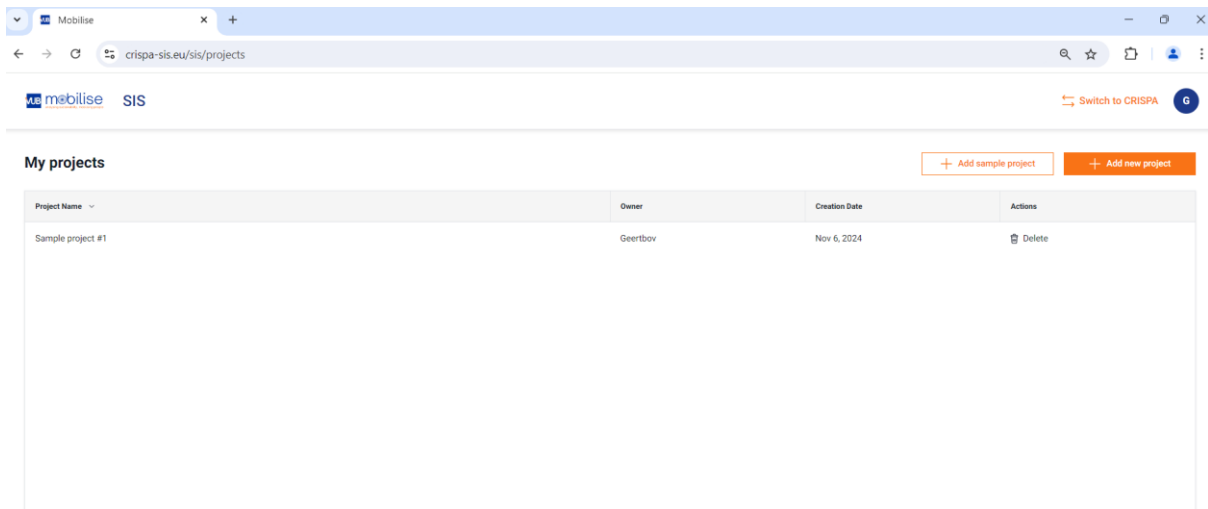 Mobilise
crispa-sis.eu/sis/projects
VUB mobilise SIS
Switch to CRISPA G
My projects
Add sample project
Add new project
Project Name Owner Creation Date Actions
Sample project #1 Geertbov Nov 6, 2024 Delete